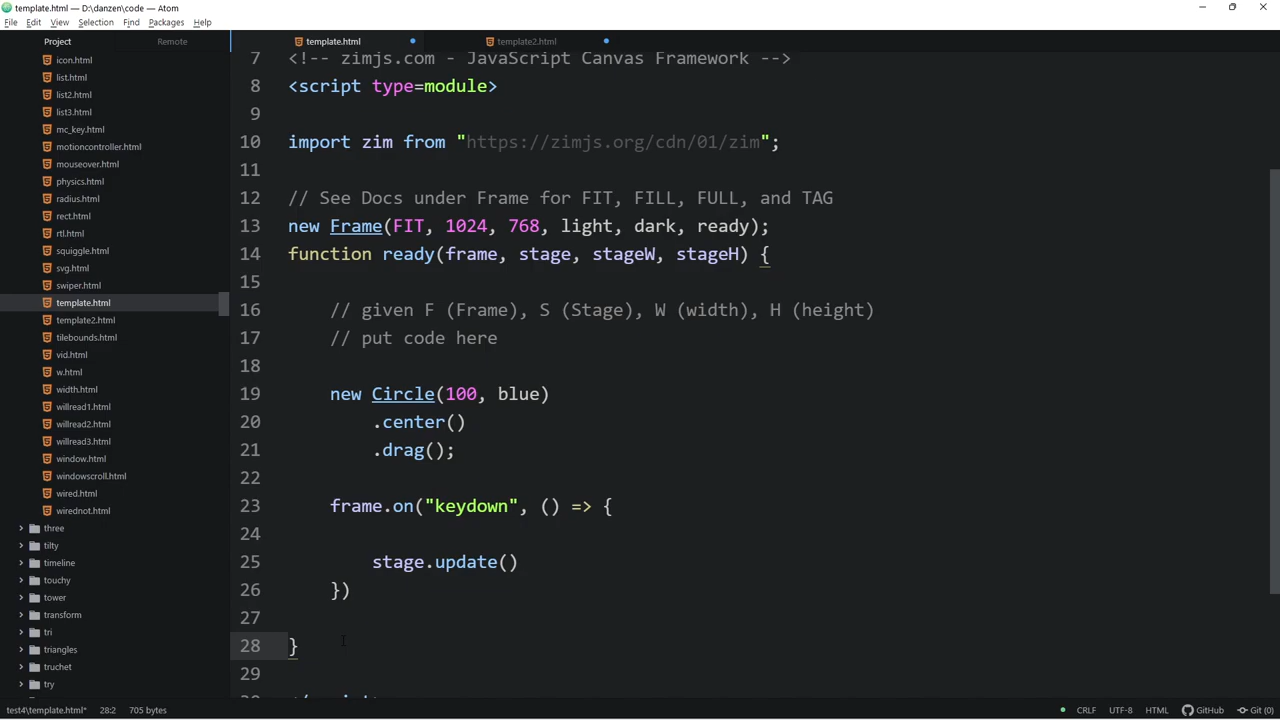 template.html — D:\danzen\code — Atom
File Edit View Selection Find Packages Help
Project Remote
icon.html
list.html
list2.html
list3.html
mc_key.html
motioncontroller.html
mouseover.html
physics.html
radius.html
rect.html
rtl.html
squiggle.html
svg.html
swiper.html
template.html
template2.html
tilebounds.html
vid.html
w.html
width.html
willread1.html
willread2.html
willread3.html
window.html
windowscroll.html
wired.html
wirednot.html
three
tilty
timeline
touchy
tower
transform
tri
triangles
truchet
try
template.html template2.html
7 <!-- zimjs.com - JavaScript Canvas Framework -->
8 <script type=module>
9
10 import zim from "https://zimjs.org/cdn/01/zim";
11
12 // See Docs under Frame for FIT, FILL, FULL, and TAG
13 new Frame(FIT, 1024, 768, light, dark, ready);
14 function ready(frame, stage, stageW, stageH) {
15
16 // given F (Frame), S (Stage), W (width), H (height)
17 // put code here
18
19 new Circle(100, blue)
20 .center()
21 .drag();
22
23 frame.on("keydown", () => {
24
25 stage.update()
26 })
27
28 }
29
test4\template.html* 28:2 705 bytes CRLF UTF-8 HTML GitHub Git (0)